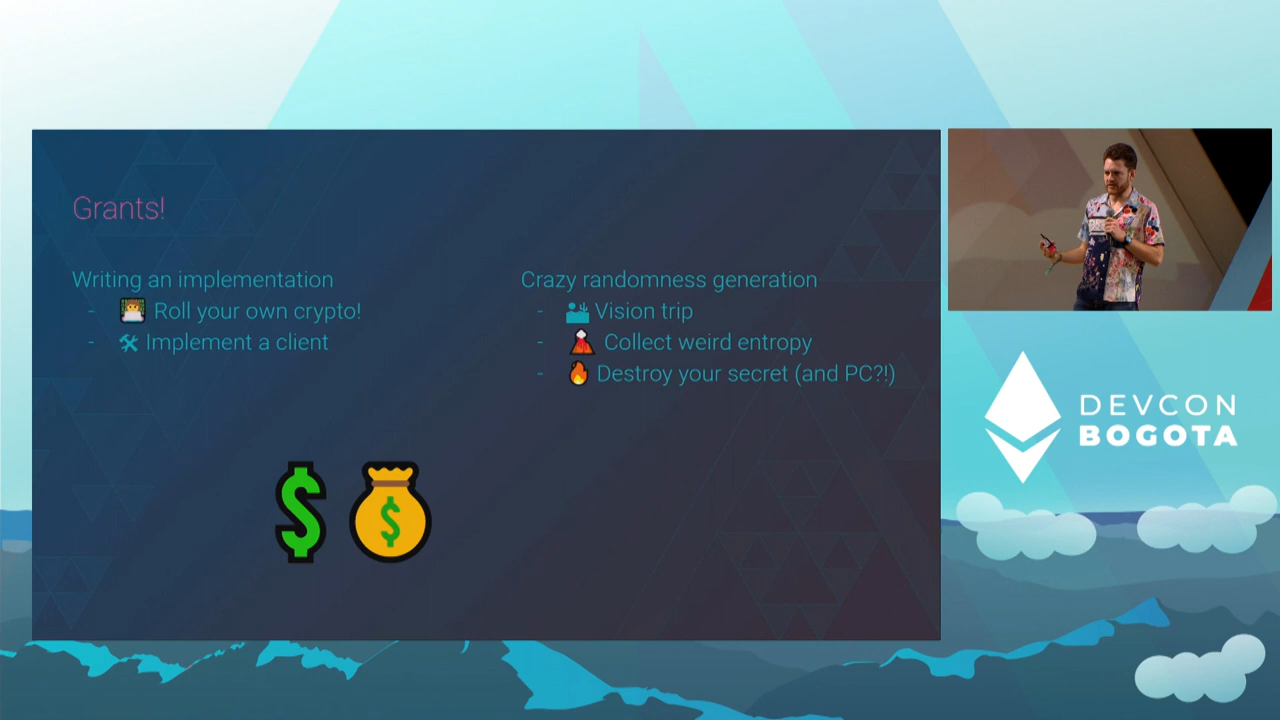 Grants!
Writing an implementation
- 👨‍💻 Roll your own crypto!
- 🛠 Implement a client
Crazy randomness generation
- 🏞 Vision trip
- 🌋 Collect weird entropy
- 🔥 Destroy your secret (and PC?!)
DEVCON
BOGOTA